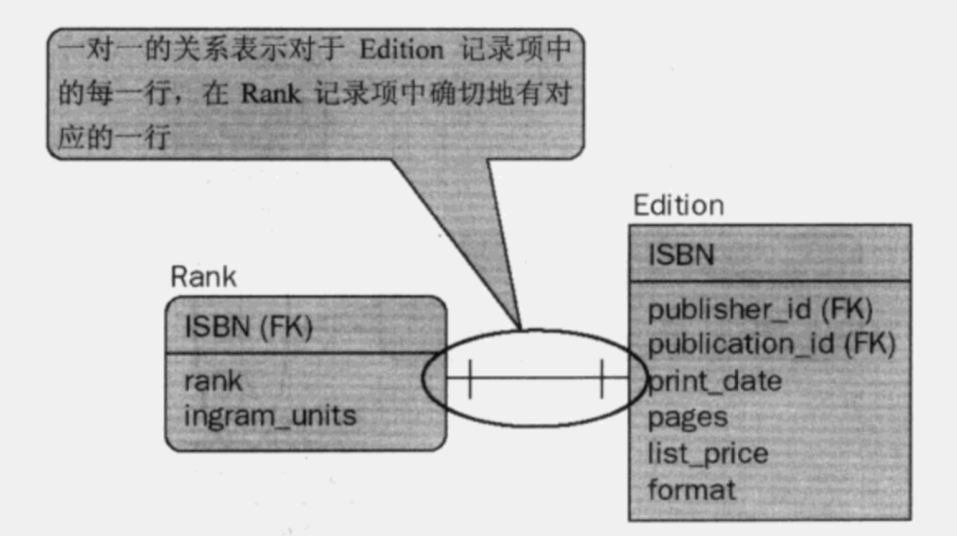 一对一的关系表示对于 Edition 记录项中
的每一行，在 Rank 记录项中确切地有对
应的一行
Edition
ISBN
publisher_id (FK)
publication_id (FK)
print_date
pages
list_price
format
Rank
ISBN (FK)
rank
ingram_units